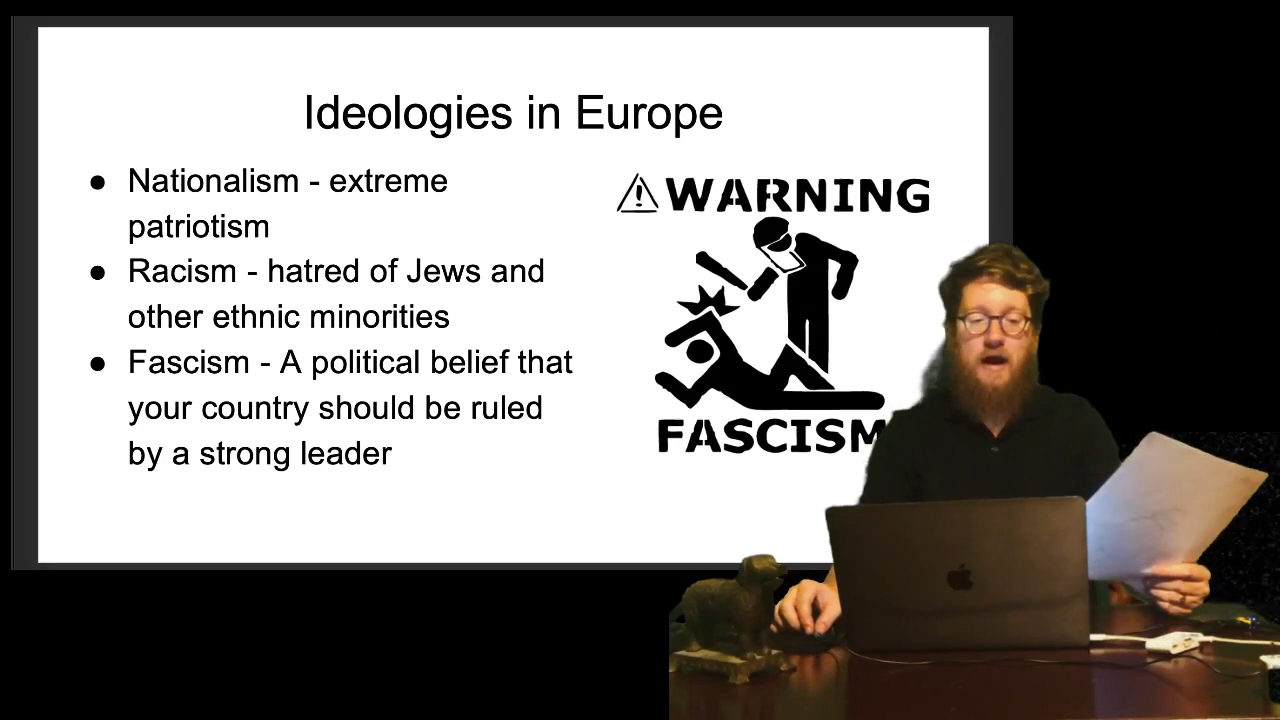 Ideologies in Europe
● Nationalism - extreme
patriotism
● Racism - hatred of Jews and
other ethnic minorities
● Fascism - A political belief that
your country should be ruled
by a strong leader
WARNING
FASCISM